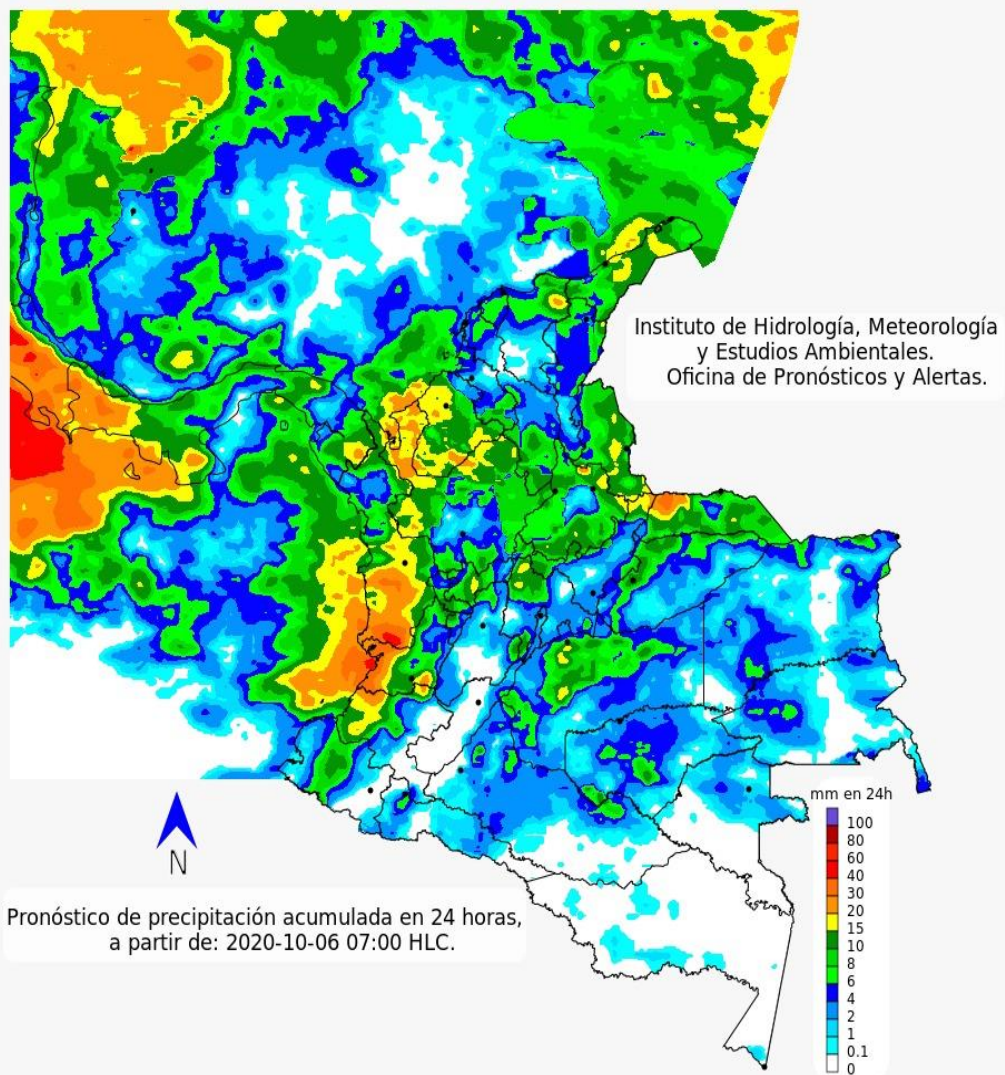 Instituto de Hidrología, Meteorología
y Estudios Ambientales.
Oficina de Pronósticos y Alertas.
mm en 24h
100
80
60
40
30
20
15
10
8
6
4
2
1
0.1
0
N
Pronóstico de precipitación acumulada en 24 horas,
a partir de: 2020-10-06 07:00 HLC.